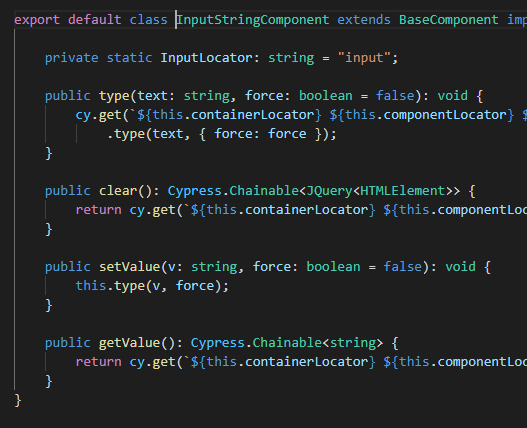 export default class InputStringComponent extends BaseComponent imp
private static InputLocator: string = "input";
public type(text: string, force: boolean = false): void {
cy.get(`${this.containerLocator} ${this.componentLocator} $
.type(text, { force: force });
}
public clear(): Cypress.Chainable<JQuery<HTMLElement>> {
return cy.get(`${this.containerLocator} ${this.componentLoc
}
public setValue(v: string, force: boolean = false): void {
this.type(v, force);
}
public getValue(): Cypress.Chainable<string> {
return cy.get(`${this.containerLocator} ${this.componentLoc
}
}